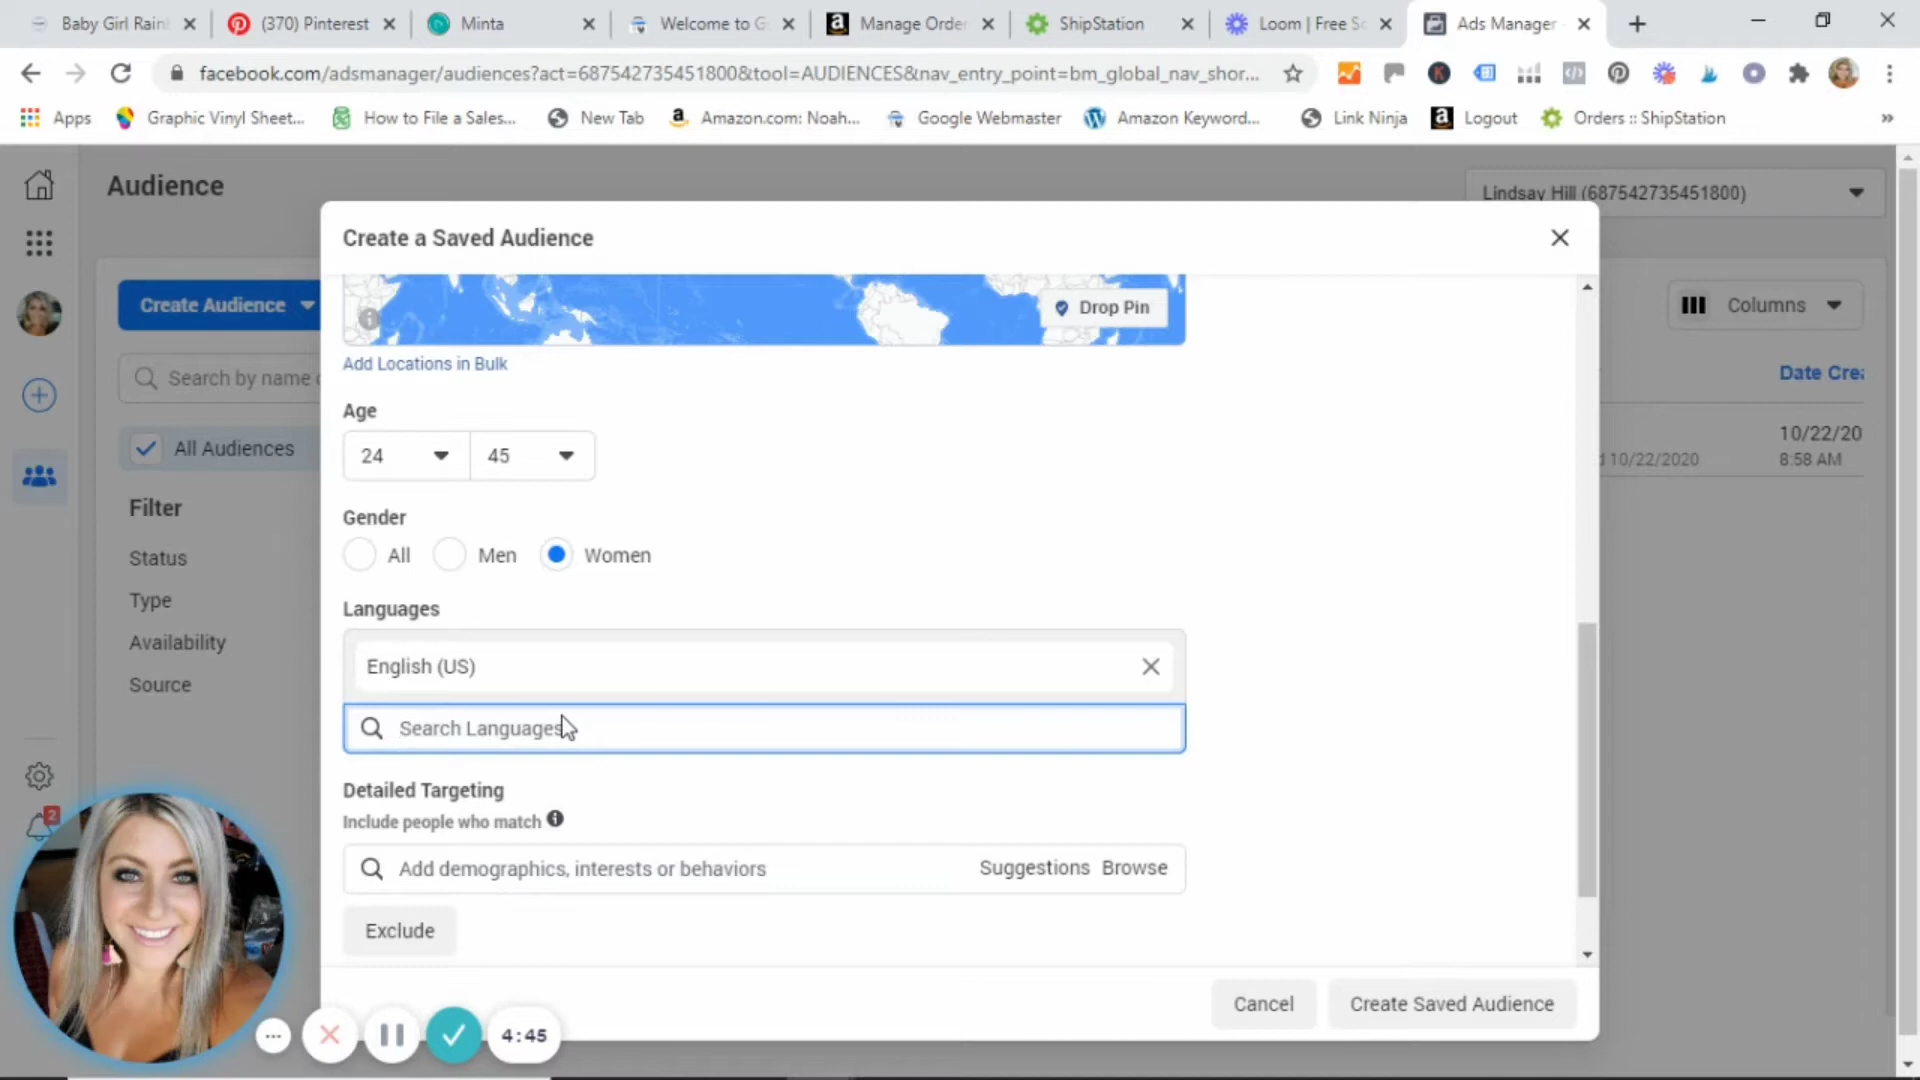 Baby Girl Rain
(370) Pinterest
Minta
Welcome to G
Manage Order
ShipStation
Loom | Free Sc
Ads Manager
facebook.com/adsmanager/audiences?act=687542735451800&tool=AUDIENCES&nav_entry_point=bm_global_nav_shor...
Apps
Graphic Vinyl Sheet...
How to File a Sales...
New Tab
Amazon.com: Noah...
Google Webmaster
Amazon Keyword...
Link Ninja
Logout
Orders :: ShipStation
»
Audience
Lindsay Hill (687542735451800)
Create a Saved Audience
Create Audience
Drop Pin
Columns
Add Locations in Bulk
Search by name
Date Crea
Age
24
45
10/22/20
10/22/2020
8:58 AM
All Audiences
Filter
Status
Type
Availability
Source
Gender
All
Men
Women
Languages
English (US)
Search Languages
Detailed Targeting
Include people who match
Add demographics, interests or behaviors
Suggestions
Browse
Exclude
2
Cancel
Create Saved Audience
4:45